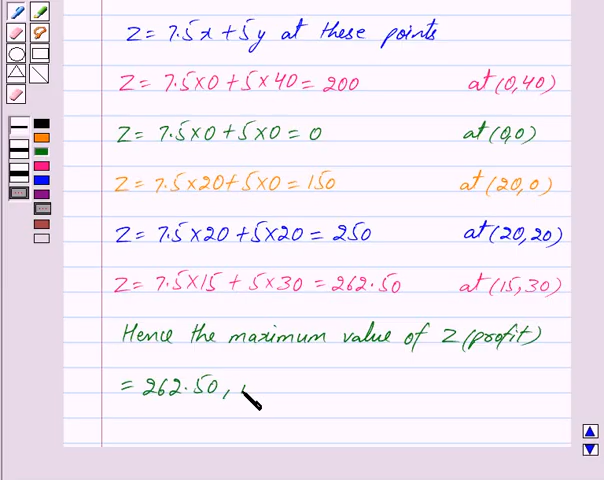 Z = 7.5x + 5y at these points
Z = 7.5×0 + 5×40 = 200 at (0,40)
Z = 7.5×0 + 5×0 = 0 at (0,0)
Z = 7.5×20 + 5×0 = 150 at (20,0)
Z = 7.5×20 + 5×20 = 250 at (20,20)
Z = 7.5×15 + 5×30 = 262.50 at (15,30)
Hence the maximum value of Z (profit)
= 262.50,